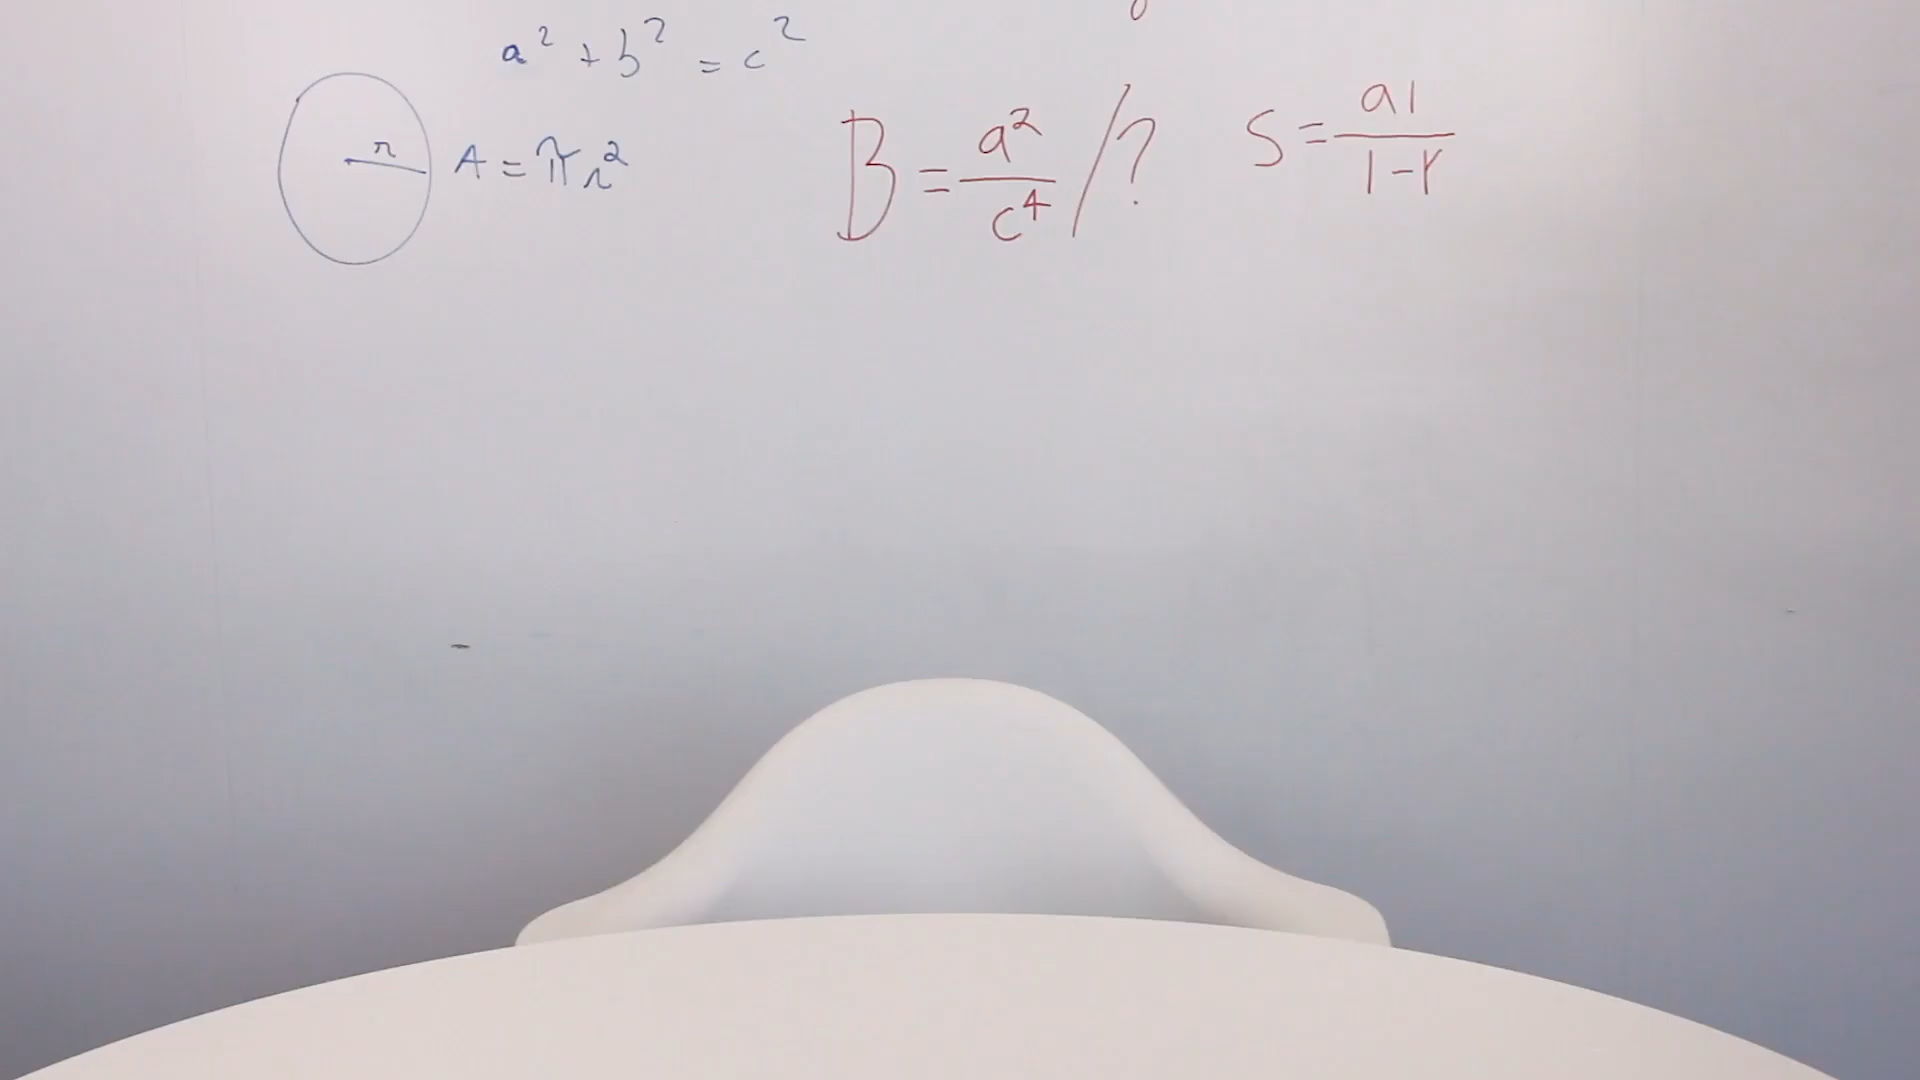 a² + b² = c²
r
A = πr²
B = a²/c⁴ /?
S = a1/1-r